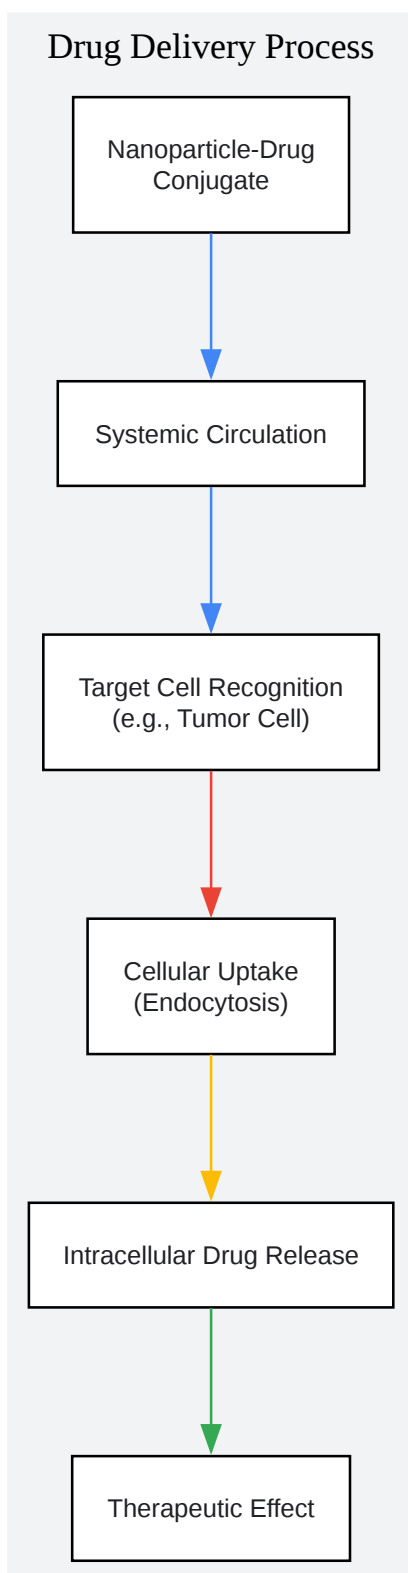 Drug Delivery Process
Nanoparticle-Drug
Conjugate
Systemic Circulation
Target Cell Recognition
(e.g., Tumor Cell)
Cellular Uptake
(Endocytosis)
Intracellular Drug Release
Therapeutic Effect